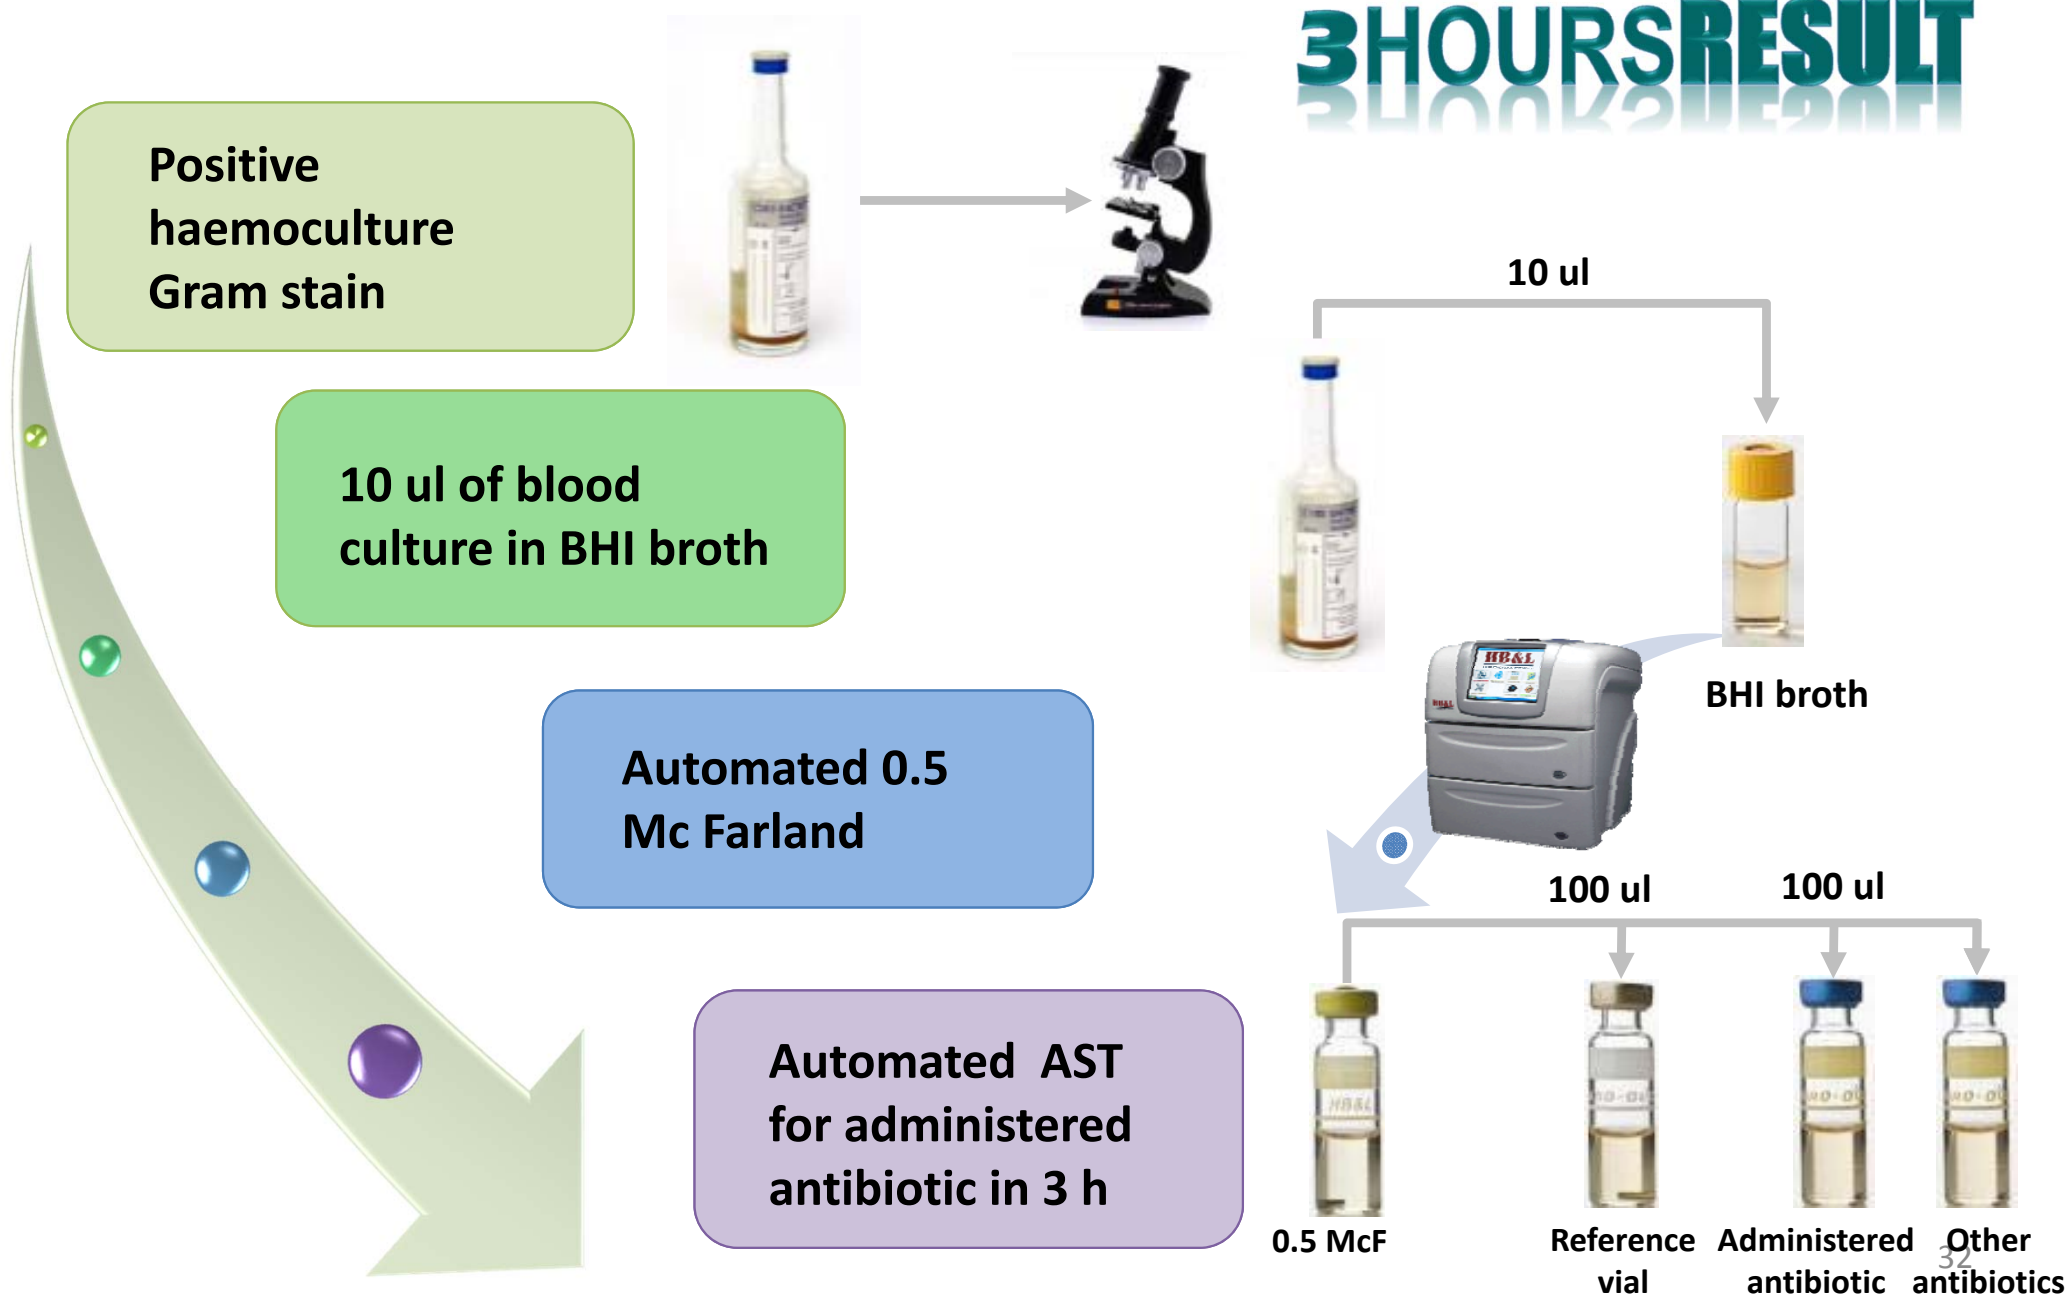 3HOURSRESULT
Positive
haemoculture
Gram stain
10 ul
10 ul of blood
culture in BHI broth
HB&L
HB&L
BHI broth
Automated 0.5
Mc Farland
100 ul
100 ul
Automated AST
for administered
antibiotic in 3 h
HB&L
0.5 McF
Reference
vial
Administered
antibiotic
Other
antibiotics
32